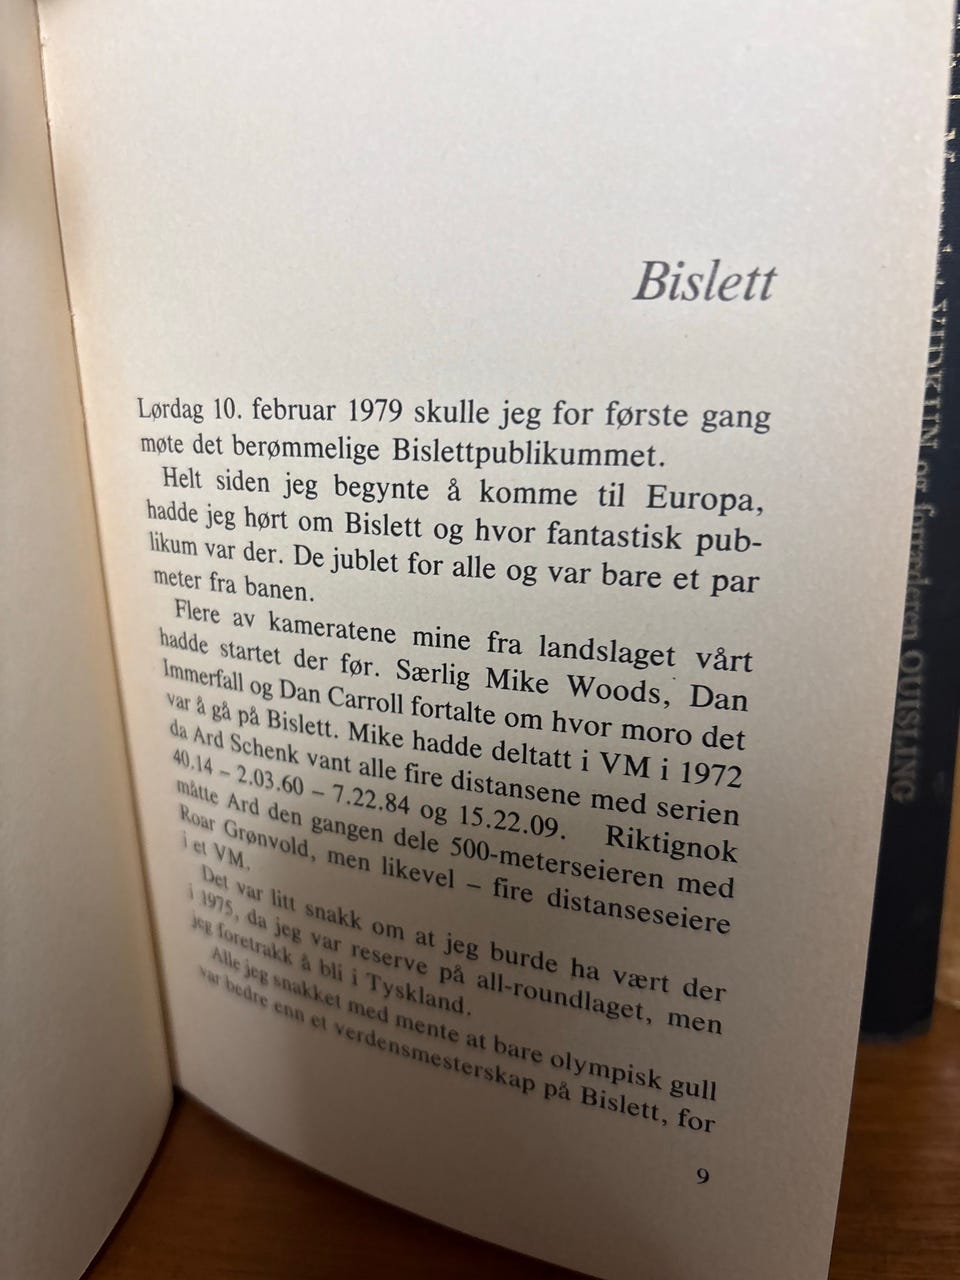 Bislett
Lørdag 10. februar 1979 skulle jeg for første gang
møte det berømmelige Bislettpublikummet.
Helt siden jeg begynte å komme til Europa,
hadde jeg hørt om Bislett og hvor fantastisk pub-
likum var der. De jublet for alle og var bare et par
meter fra banen.
Flere av kameratene mine fra landslaget vårt
hadde startet der før. Særlig Mike Woods, Dan
Immerfall og Dan Carroll fortalte om hvor moro det
var å gå på Bislett. Mike hadde deltatt i VM i 1972
da Ard Schenk vant alle fire distansene med serien
40.14 – 2.03.60 – 7.22.84 og 15.22.09. Riktignok
måtte Ard den gangen dele 500-meterseieren med
Roar Grønvold, men likevel – fire distanseseiere
i et VM.
Det var litt snakk om at jeg burde ha vært der
i 1975, da jeg var reserve på all-roundlaget, men
jeg foretrakk å bli i Tyskland.
Alle jeg snakket med mente at bare olympisk gull
var bedre enn et verdensmesterskap på Bislett, for
9
VIDKUN og forræderen QUISLING